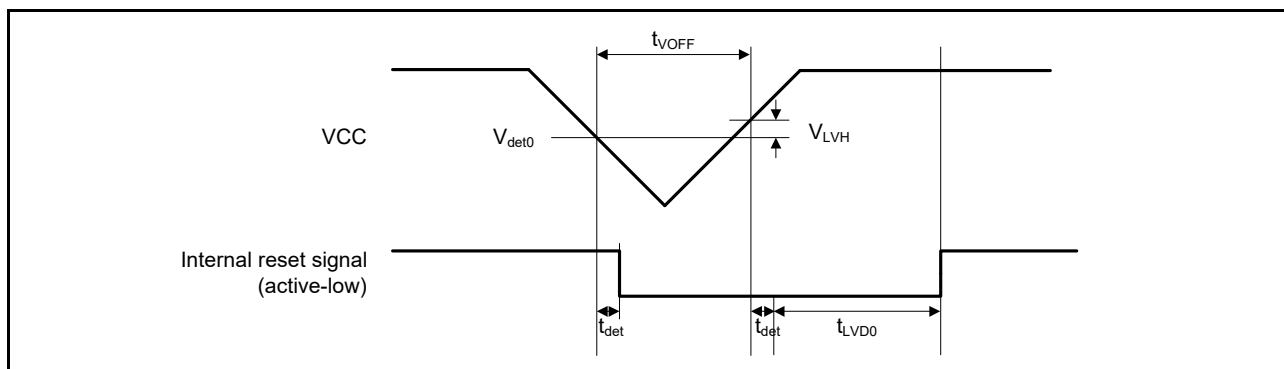 tVOFF
VCC
Vdet0
VLVH
Internal reset signal
(active-low)
tdet
tdet
tLVD0